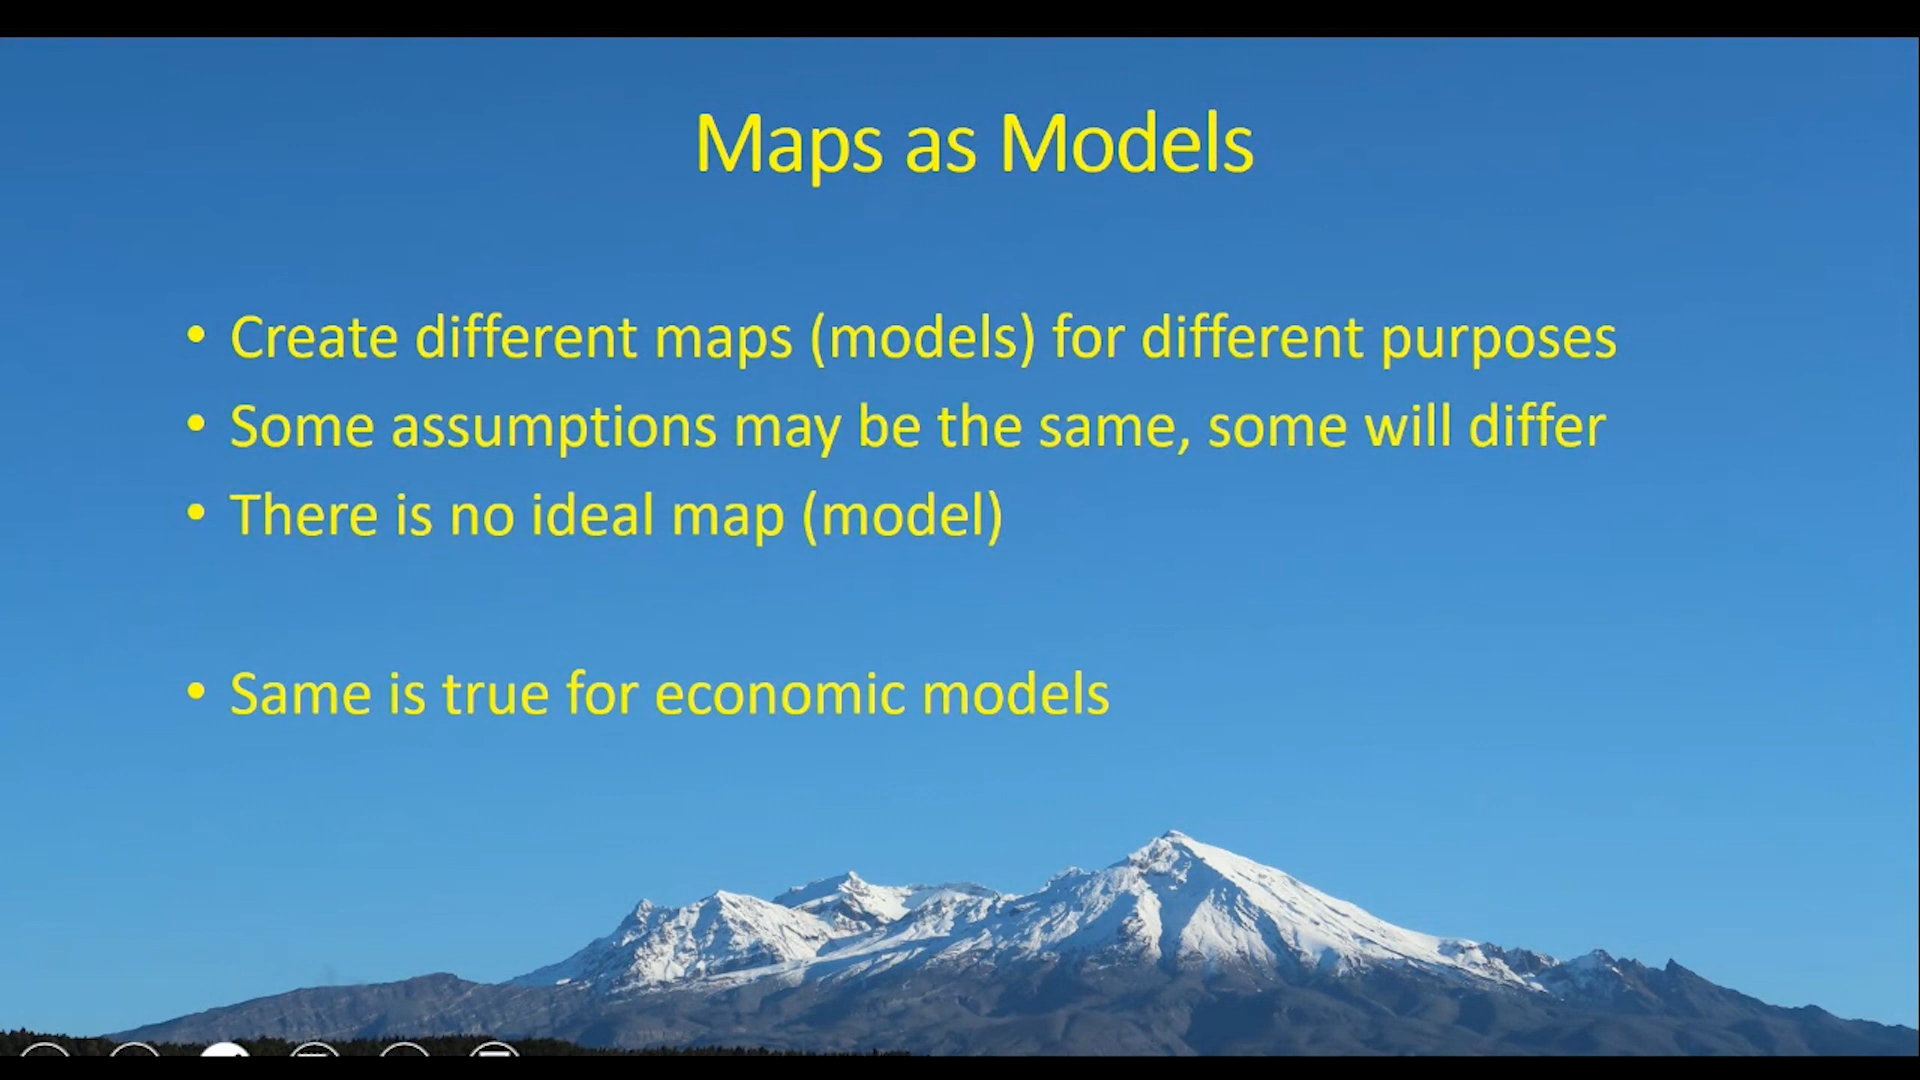 Maps as Models
• Create different maps (models) for different purposes
• Some assumptions may be the same, some will differ
• There is no ideal map (model)
• Same is true for economic models